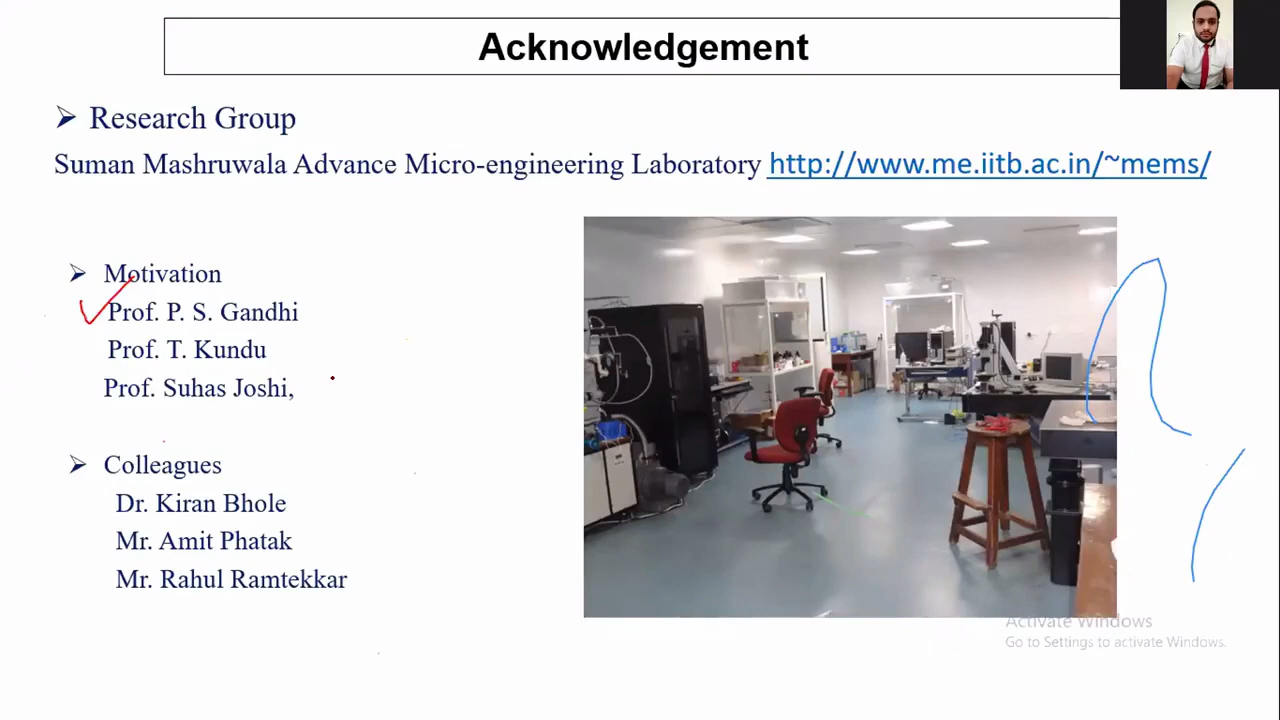 Acknowledgement
➢ Research Group
Suman Mashruwala Advance Micro-engineering Laboratory http://www.me.iitb.ac.in/~mems/
➢ Motivation
Prof. P. S. Gandhi
Prof. T. Kundu
Prof. Suhas Joshi,
➢ Colleagues
Dr. Kiran Bhole
Mr. Amit Phatak
Mr. Rahul Ramtekkar
Activate Windows
Go to Settings to activate Windows.